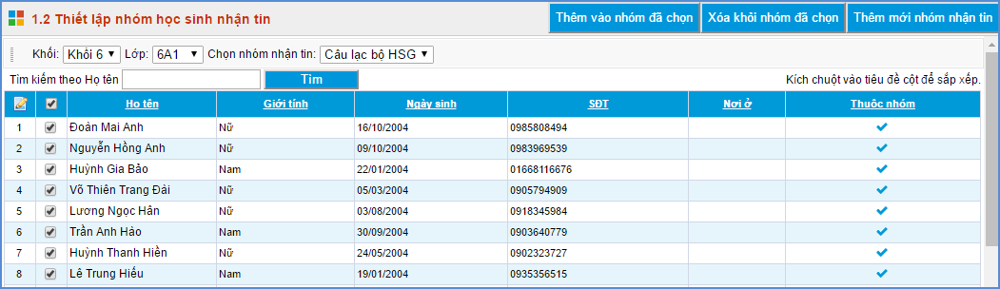 1.2 Thiết lập nhóm học sinh nhận tin
Thêm vào nhóm đã chọn Xóa khỏi nhóm đã chọn Thêm mới nhóm nhận tin
Khối: Khối 6 Lớp: 6A1 Chọn nhóm nhận tin: Câu lạc bộ HSG
Tìm kiếm theo Họ tên Tìm Kích chuột vào tiêu đề cột để sắp xếp.
Họ tên Giới tính Ngày sinh SĐT Nơi ở Thuộc nhóm
1 Đoàn Mai Anh Nữ 16/10/2004 0985808494
2 Nguyễn Hồng Anh Nữ 09/10/2004 0983969539
3 Huỳnh Gia Bảo Nam 22/01/2004 01668116676
4 Võ Thiên Trang Đài Nữ 05/03/2004 0905794909
5 Lương Ngọc Hân Nữ 03/08/2004 0918345984
6 Trần Anh Hào Nam 30/09/2004 0903640779
7 Huỳnh Thanh Hiền Nữ 24/05/2004 0902323727
8 Lê Trung Hiếu Nam 19/01/2004 0935356515